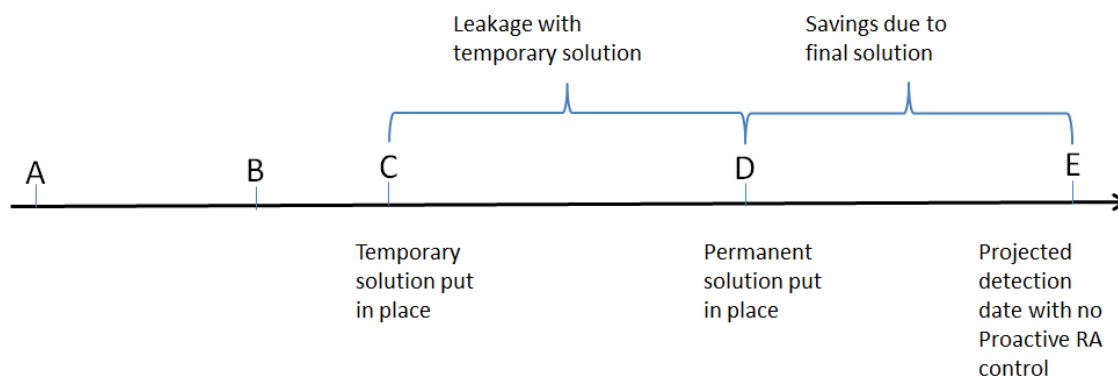 Leakage with
temporary solution
Savings due to
final solution
A
B
C
D
E
Temporary
solution put
in place
Permanent
solution put
in place
Projected
detection
date with no
Proactive RA
control